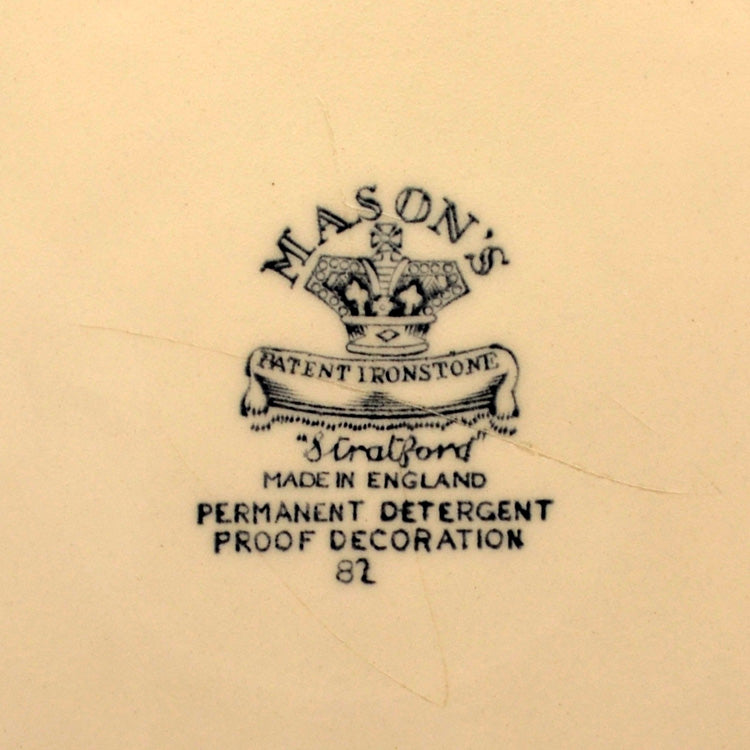 MASON'S
PATENT IRONSTONE
"Stratford"
MADE IN ENGLAND
PERMANENT DETERGENT
PROOF DECORATION
82